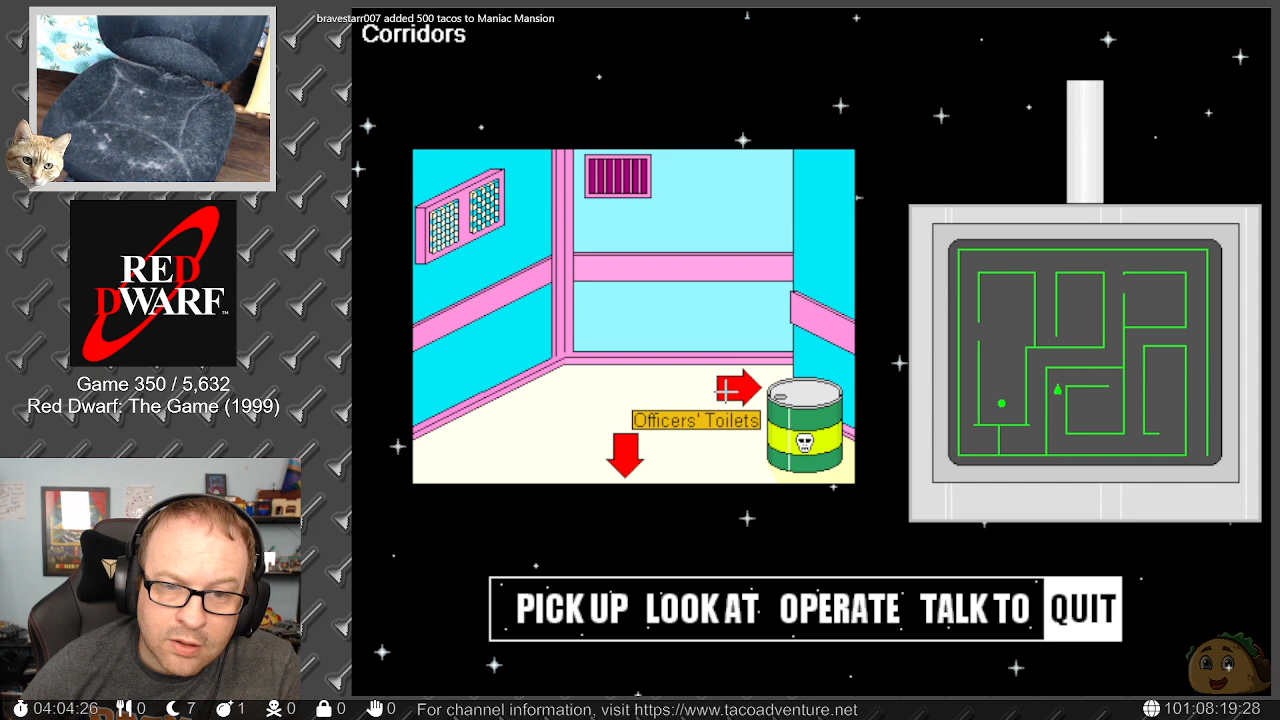 bravestarr007 added 500 tacos to Maniac Mansion
Corridors
RED
DWARF™
Game 350 / 5,632
Red Dwarf: The Game (1999)
Officers' Toilets
PICK UP LOOK AT OPERATE TALK TO QUIT
04:04:26 0 7 1 0 0 0 For channel information, visit https://www.tacoadventure.net 101:08:19:28